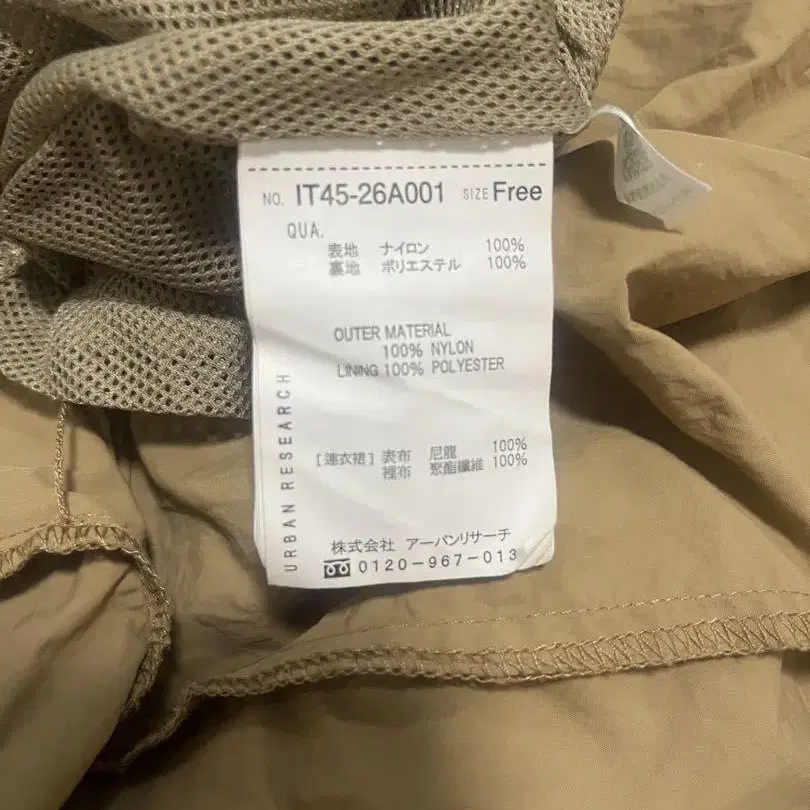 NO. IT45-26A001 SIZE Free
QUA.
表地 ナイロン 100%
裏地 ポリエステル 100%
OUTER MATERIAL
100% NYLON
LINING 100% POLYESTER
[連衣裙] 表布 尼龍 100%
裡布 聚酯纖維 100%
URBAN RESEARCH
株式会社 アーバンリサーチ
0120-967-013